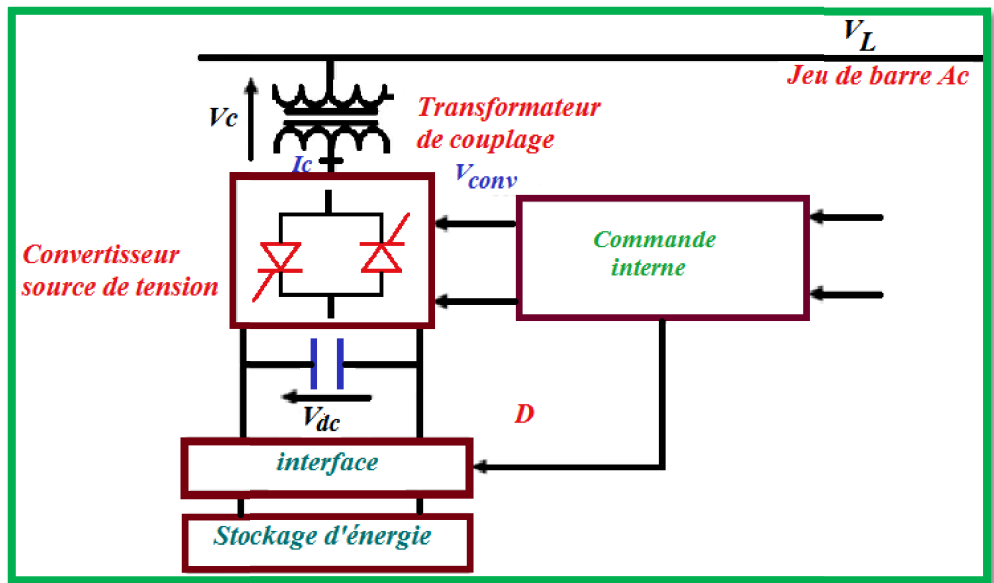 V_L
Jeu de barre Ac
Vc
Transformateur
de couplage
Ic
V_conv
Commande
interne
Convertisseur
source de tension
V_dc
D
interface
Stockage d'énergie